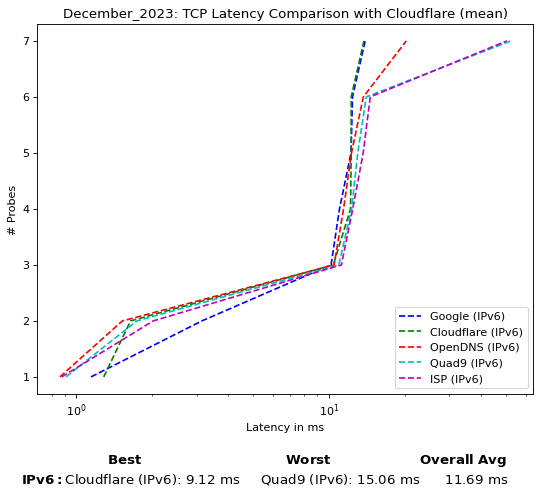 December_2023: TCP Latency Comparison with Cloudflare (mean)
# Probes
7
6
5
4
3
2
1
Google (IPv6)
Cloudflare (IPv6)
OpenDNS (IPv6)
Quad9 (IPv6)
ISP (IPv6)
10⁰ 10¹
Latency in ms
Best Worst Overall Avg
IPv6: Cloudflare (IPv6): 9.12 ms Quad9 (IPv6): 15.06 ms 11.69 ms